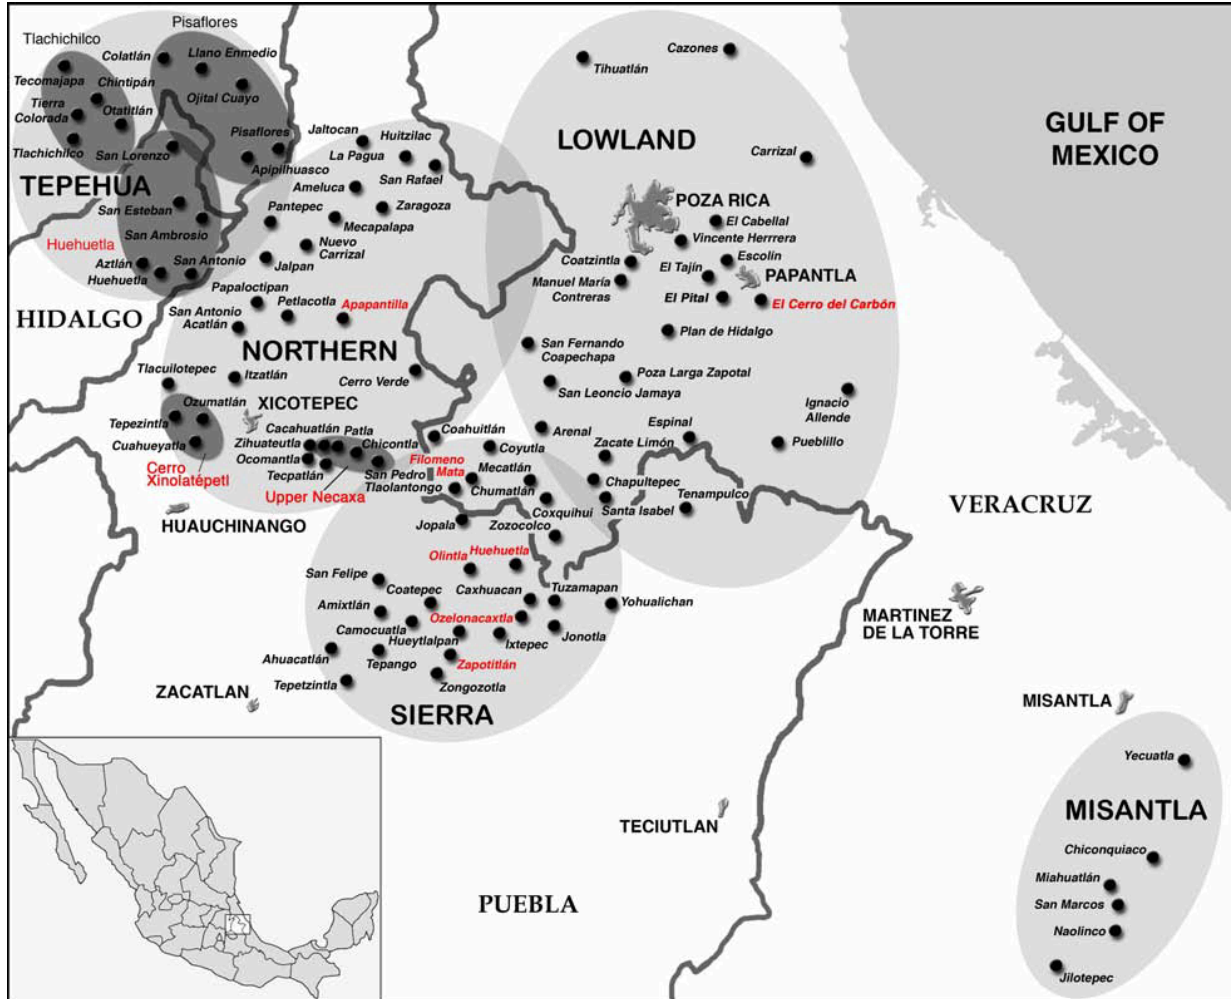 Pisaflores
Tlachichilco
Colatlán
Llano Enmedio
Cazones
Tihuatlán
Tecomajapa
Chintipán
Ojital Cuayo
Tierra
Colorada
Otatitlán
GULF OF
MEXICO
LOWLAND
Pisaflores
Jaltocan
Huitzilac
Tlachichilco
San Lorenzo
La Pagua
Carrizal
Apipilhuasco
San Rafael
TEPEHUA
Ameluca
POZA RICA
San Esteban
Pantepec
Zaragoza
El Cabellal
Mecapalapa
San Ambrosio
Vincente Herrrera
Huehuetla
Nuevo
Carrizal
Escolín
Aztlán
San Antonio
Jalpan
Coatzintla
El Tajín
PAPANTLA
Huehuetla
Manuel María
Contreras
Papaloctipan
El Pital
El Cerro del Carbón
Petlacotla
Apapantilla
San Antonio
Acatlán
HIDALGO
Plan de Hidalgo
NORTHERN
San Fernando
Coapechapa
Tlacuilotepec
Itzatlán
Cerro Verde
Poza Larga Zapotal
San Leoncio Jamaya
Ignacio
Allende
Ozumatlán
XICOTEPEC
Tepezintla
Cacahuatlán
Patla
Coahuitlán
Arenal
Espinal
Cuahueyatla
Zihuateutla
Chicontla
Coyutla
Zacate Limón
Pueblillo
Ocomantla
Filomeno
Mata
Cerro
Xinolatépetl
Tecpatlán
San Pedro
Tlaolantongo
Mecatlán
Chapultepec
Upper Necaxa
Chumatlán
Tenampulco
HUAUCHINANGO
Coxquihui
Santa Isabel
VERACRUZ
Jopala
Zozocolco
Olintla
Huehuetla
San Felipe
Coatepec
Caxhuacan
Tuzamapan
Yohualichan
Amixtlán
Ozelonacaxtla
MARTINEZ
DE LA TORRE
Camocuatla
Hueytlalpan
Ixtepec
Jonotla
Ahuacatlán
Tepango
Zapotitlán
Tepetzintla
Zongozotla
ZACATLAN
SIERRA
MISANTLA
Yecuatla
MISANTLA
TECIUTLAN
Chiconquiaco
Miahuatlán
PUEBLA
San Marcos
Naolinco
Jilotepec